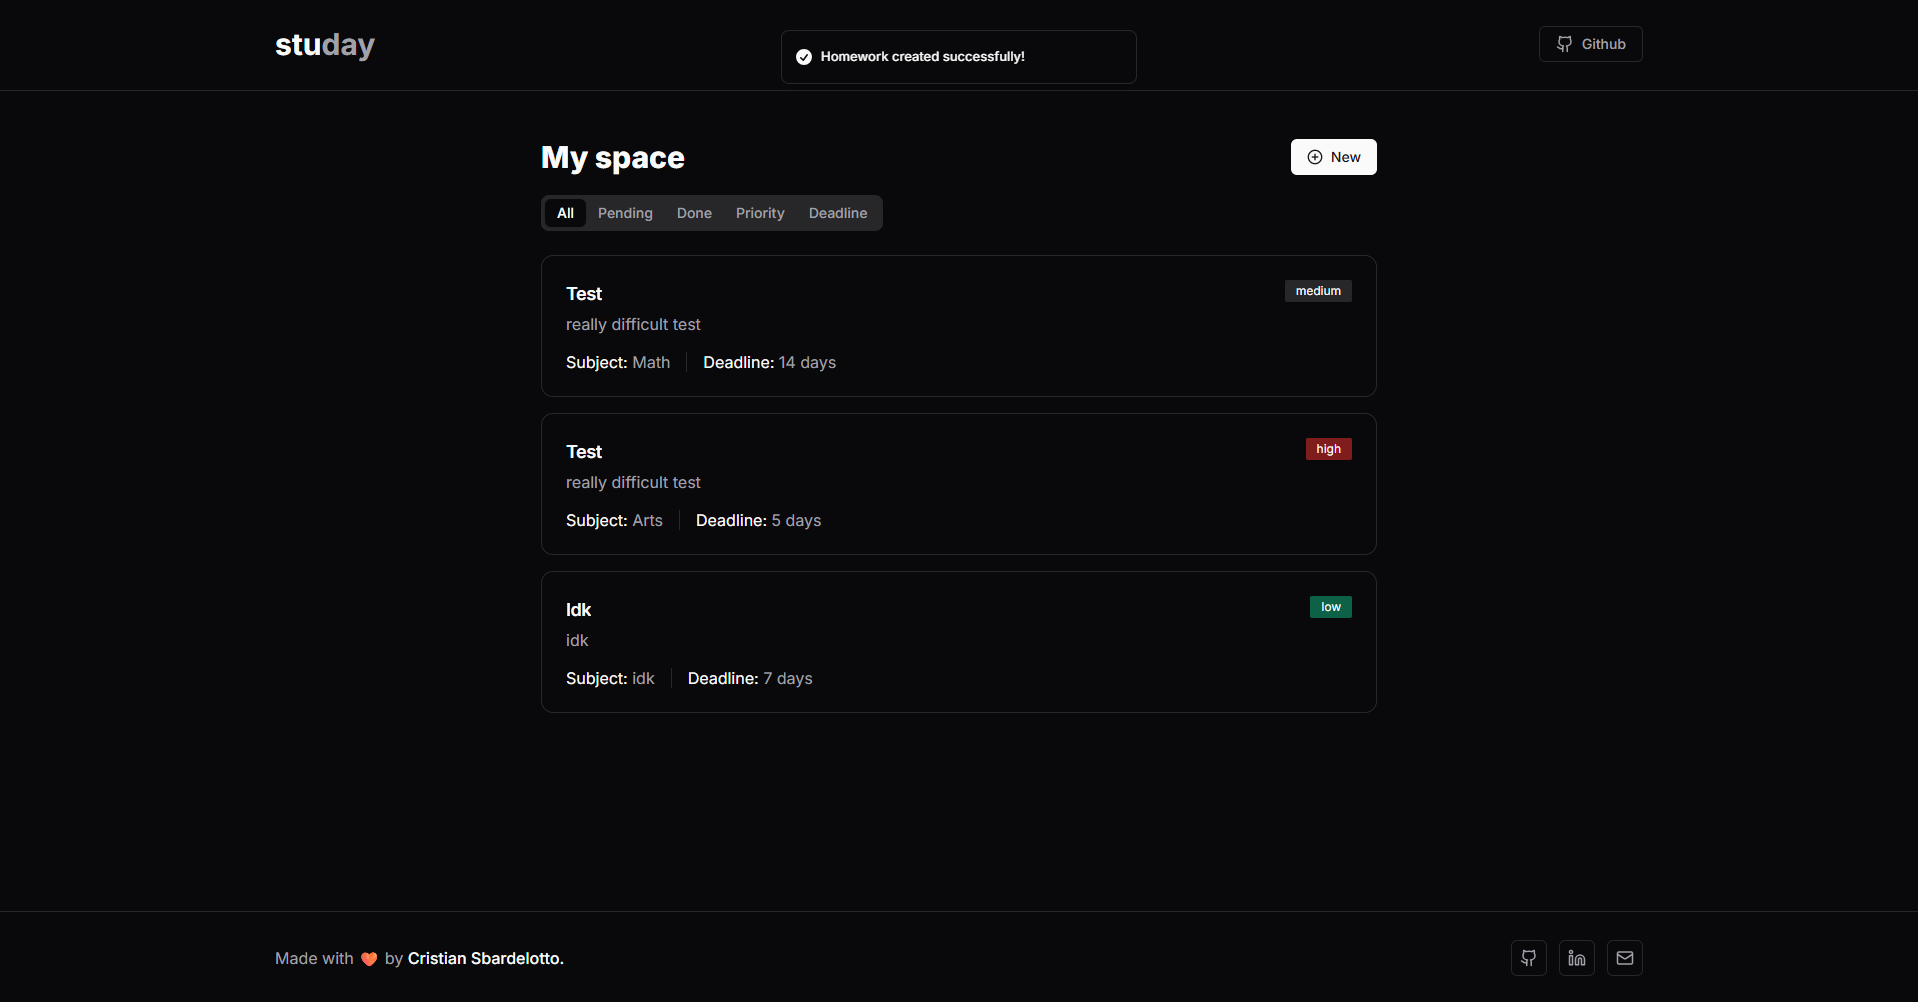 studay
Homework created successfully!
Github
My space
New
All Pending Done Priority Deadline
Test
medium
really difficult test
Subject: Math Deadline: 14 days
Test
high
really difficult test
Subject: Arts Deadline: 5 days
Idk
low
idk
Subject: idk Deadline: 7 days
Made with ❤️ by Cristian Sbardelotto.